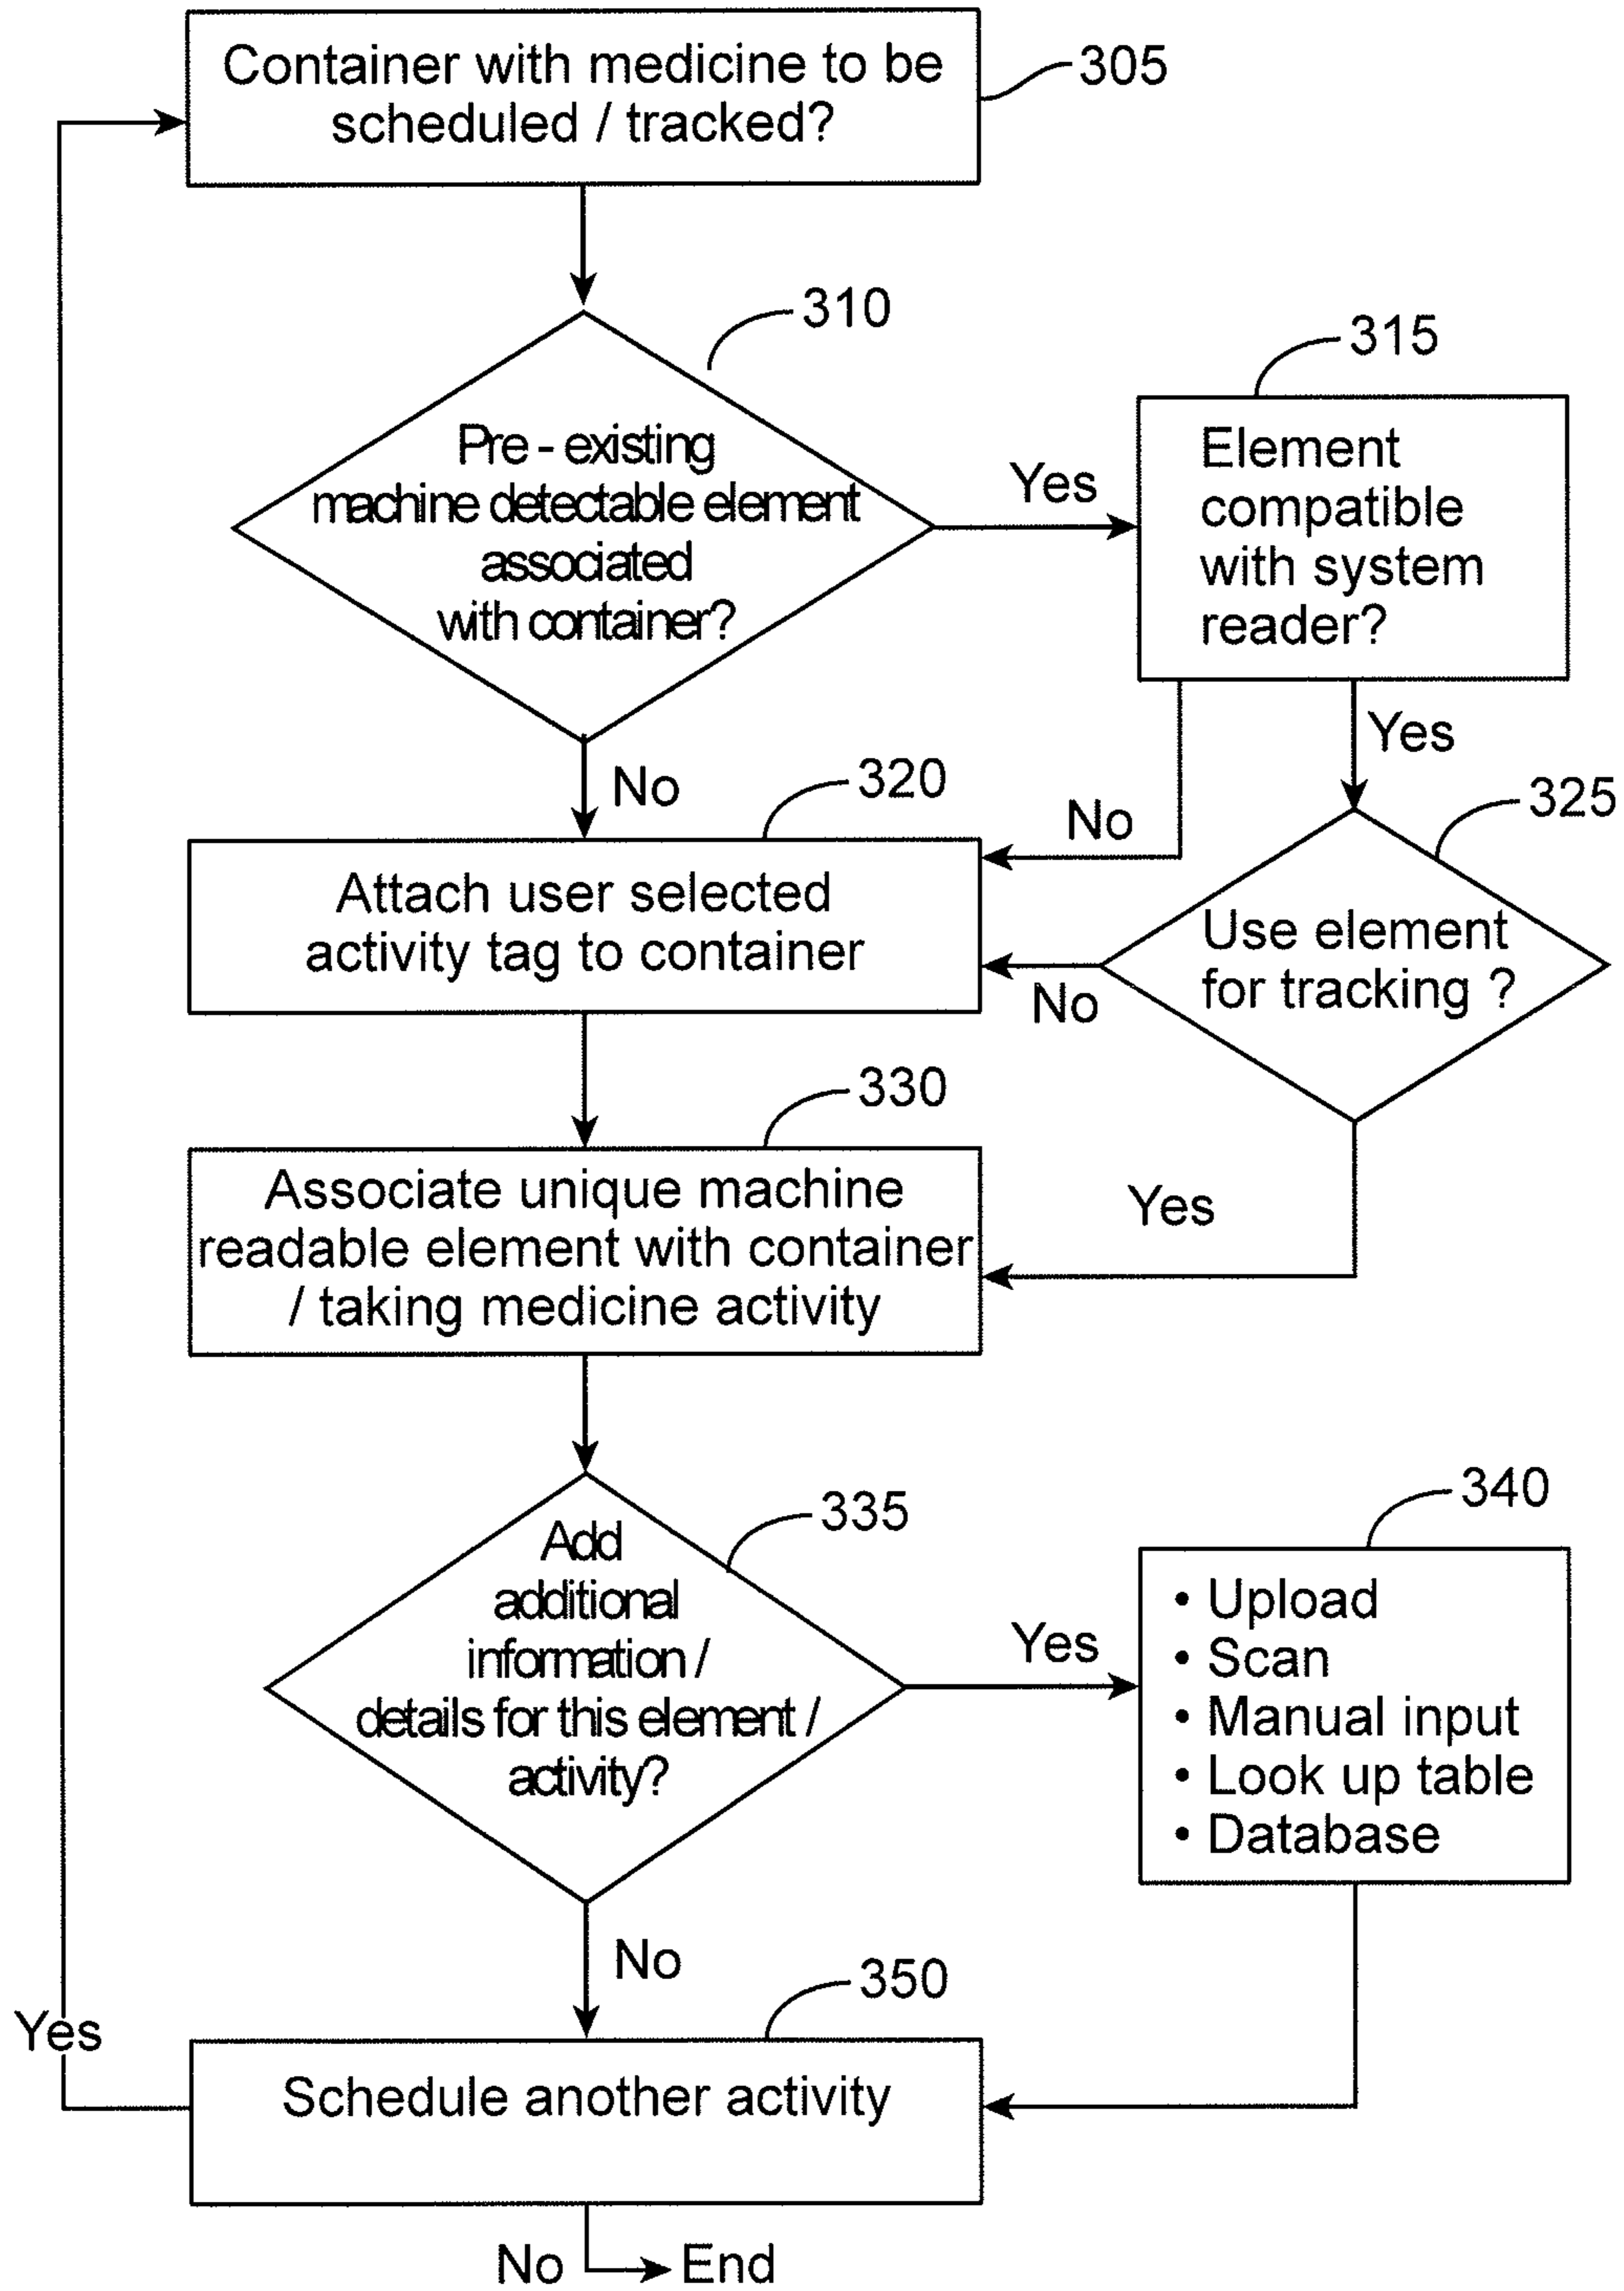 Container with medicine to be
scheduled / tracked?
305
310
Pre - existing
machine detectable element
associated
with container?
Yes
315
Element
compatible
with system
reader?
Yes
No
No
320
325
Attach user selected
activity tag to container
Use element
for tracking ?
No
330
Associate unique machine
readable element with container
/ taking medicine activity
Yes
335
Add
additional
information /
details for this element /
activity?
Yes
340
• Upload
• Scan
• Manual input
• Look up table
• Database
No
350
Yes
Schedule another activity
No
End